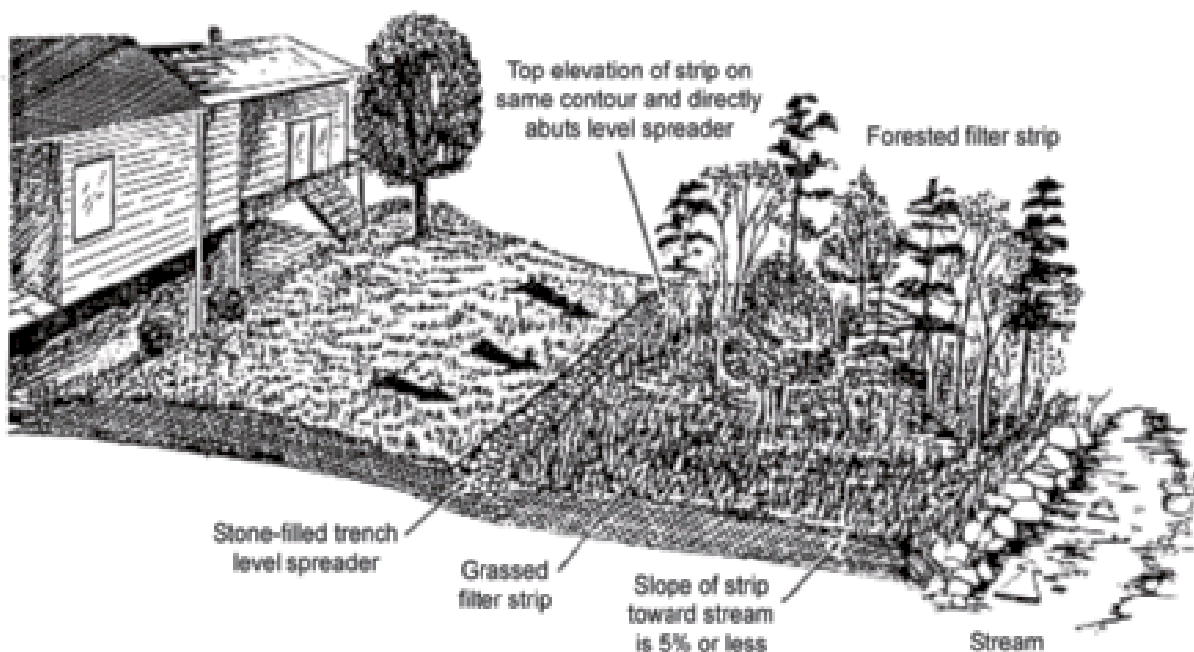 Top elevation of strip on
same contour and directly
abuts level spreader
Forested filter strip
Stone-filled trench
level spreader
Grassed
filter strip
Slope of strip
toward stream
is 5% or less
Stream